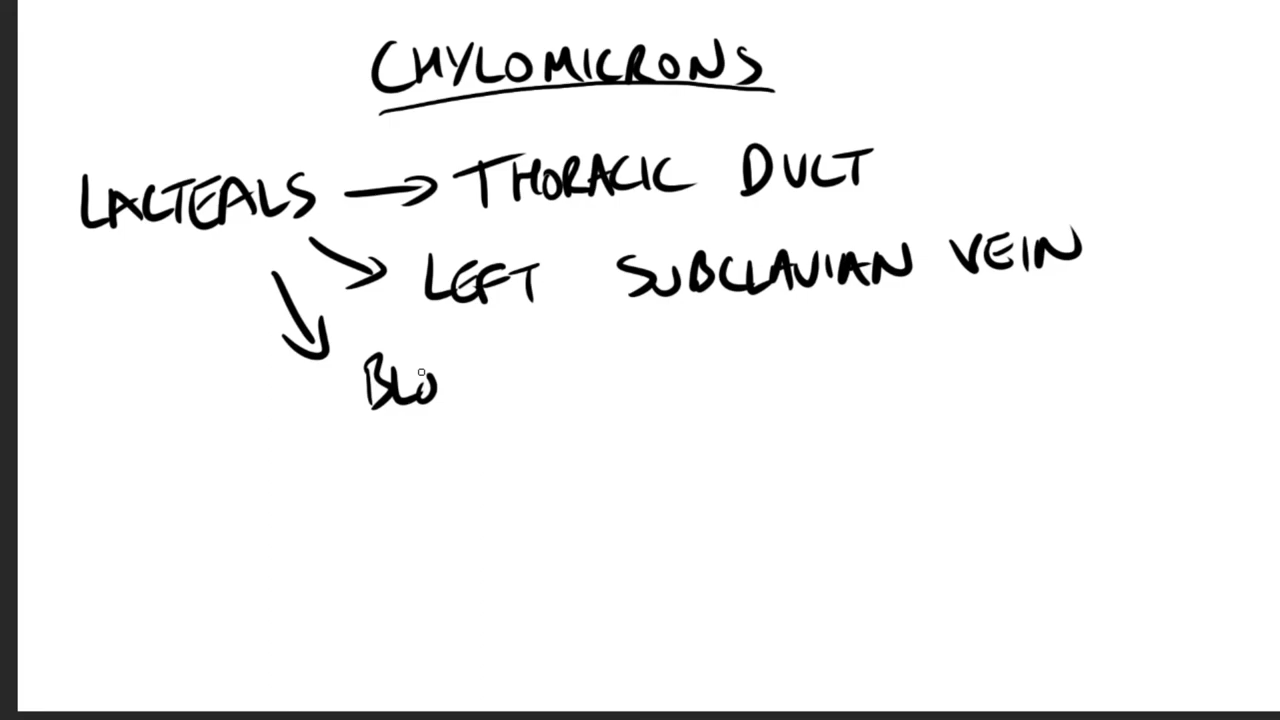 CHYLOMICRONS
LACTEALS → THORACIC DUCT
→ LEFT SUBCLAVIAN VEIN
↘ BLO